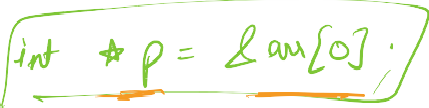 int *p = &arr[0];